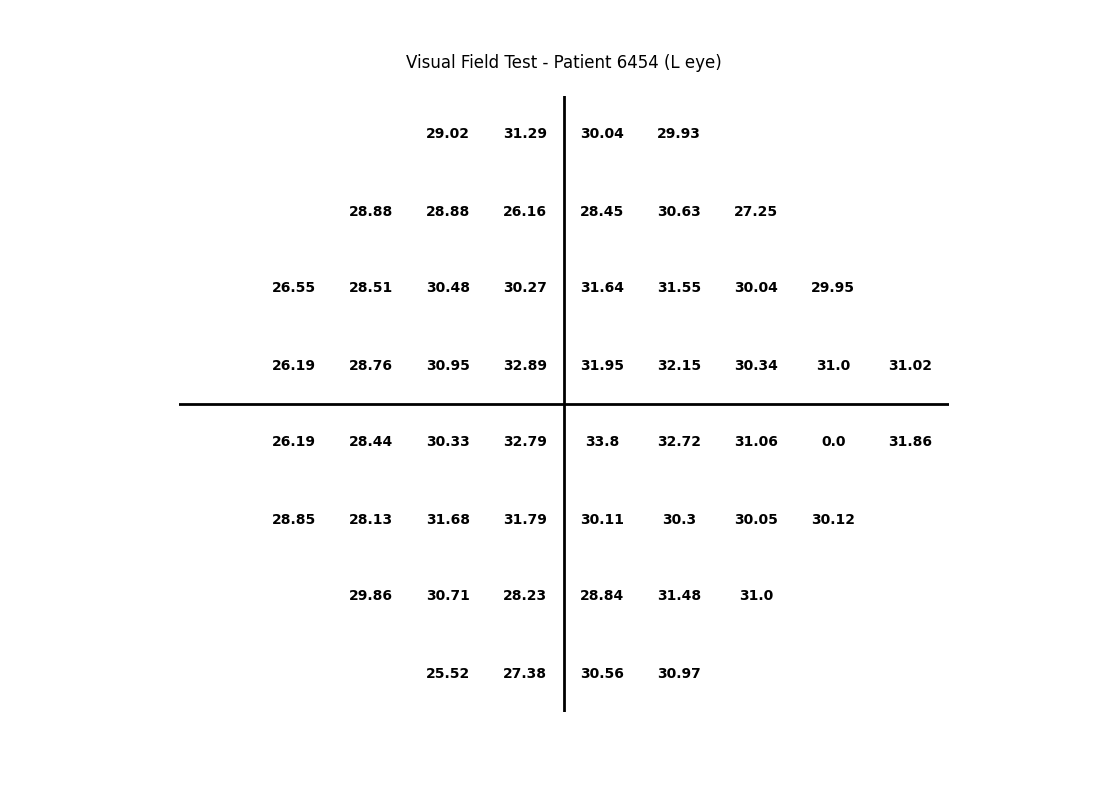 Visual Field Test - Patient 6454 (L eye)
29.02 31.29 30.04 29.93
28.88 28.88 26.16 28.45 30.63 27.25
26.55 28.51 30.48 30.27 31.64 31.55 30.04 29.95
26.19 28.76 30.95 32.89 31.95 32.15 30.34 31.0 31.02
26.19 28.44 30.33 32.79 33.8 32.72 31.06 0.0 31.86
28.85 28.13 31.68 31.79 30.11 30.3 30.05 30.12
29.86 30.71 28.23 28.84 31.48 31.0
25.52 27.38 30.56 30.97